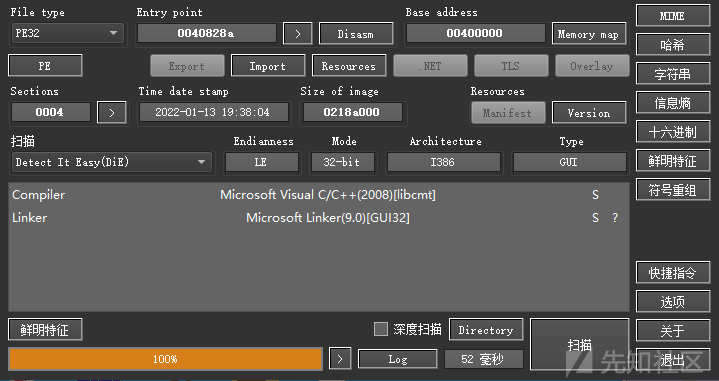 File type Entry point Base address MIME
PE32 0040828a > Disasm 00400000 Memory map 哈希
PE Export Import Resources .NET TLS Overlay 字符串
Sections Time date stamp Size of image Resources
0004 > 2022-01-13 19:38:04 0218a000 Manifest Version 信息熵
扫描 Endianness Mode Architecture Type 十六进制
Detect It Easy(DiE) LE 32-bit I386 GUI 鲜明特征
Compiler Microsoft Visual C/C++(2008)[libcmt] S 符号重组
Linker Microsoft Linker(9.0)[GUI32] S ?
快捷指令
选项
鲜明特征 深度扫描 Directory 扫描 关于
100% > Log 52 毫秒 退出
先知社区